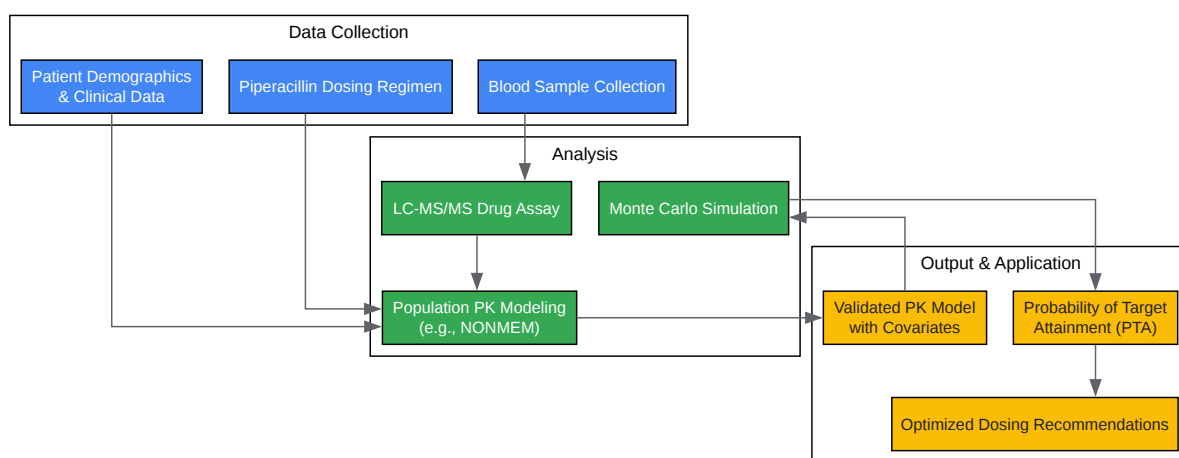 Data Collection
Patient Demographics
& Clinical Data
Piperacillin Dosing Regimen
Blood Sample Collection
Analysis
LC-MS/MS Drug Assay
Monte Carlo Simulation
Population PK Modeling
(e.g., NONMEM)
Output & Application
Validated PK Model
with Covariates
Probability of Target
Attainment (PTA)
Optimized Dosing Recommendations